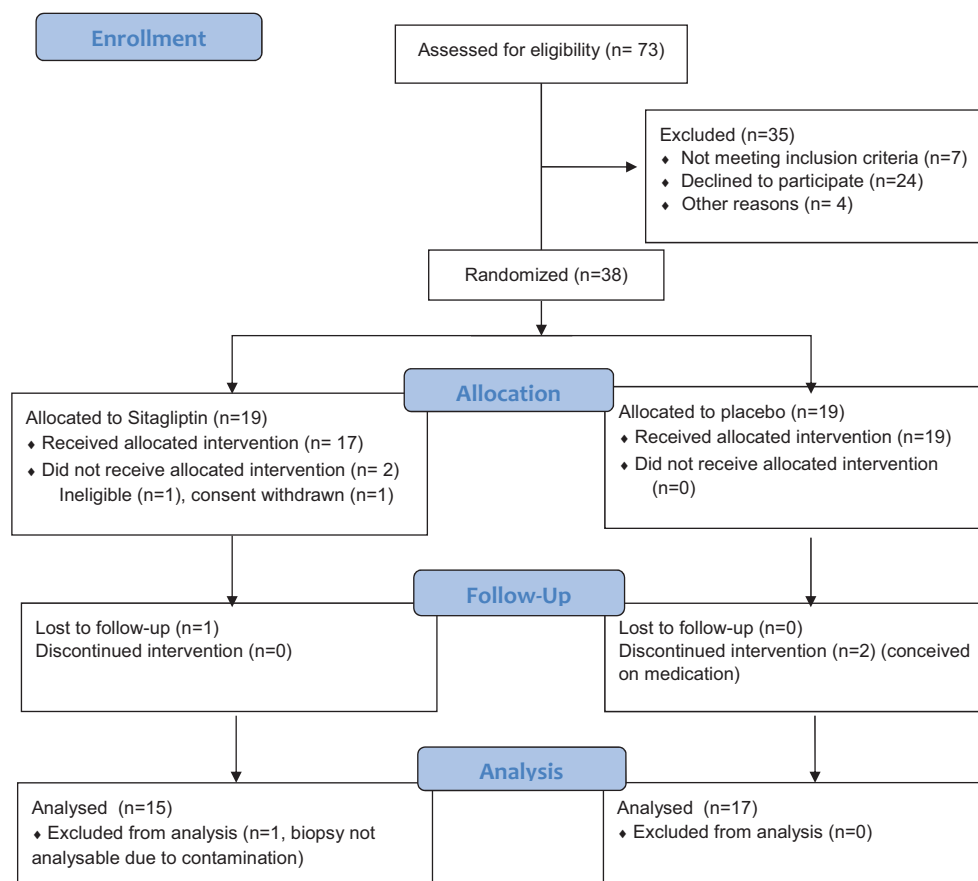 Enrollment
Assessed for eligibility (n= 73)
Excluded (n=35)
♦ Not meeting inclusion criteria (n=7)
♦ Declined to participate (n=24)
♦ Other reasons (n= 4)
Randomized (n=38)
Allocation
Allocated to Sitagliptin (n=19)
♦ Received allocated intervention (n= 17)
♦ Did not receive allocated intervention (n= 2)
Ineligible (n=1), consent withdrawn (n=1)
Allocated to placebo (n=19)
♦ Received allocated intervention (n=19)
♦ Did not receive allocated intervention
(n=0)
Follow-Up
Lost to follow-up (n=1)
Discontinued intervention (n=0)
Lost to follow-up (n=0)
Discontinued intervention (n=2) (conceived
on medication)
Analysis
Analysed  (n=15)
♦ Excluded from analysis (n=1, biopsy not
analysable due to contamination)
Analysed  (n=17)
♦ Excluded from analysis (n=0)